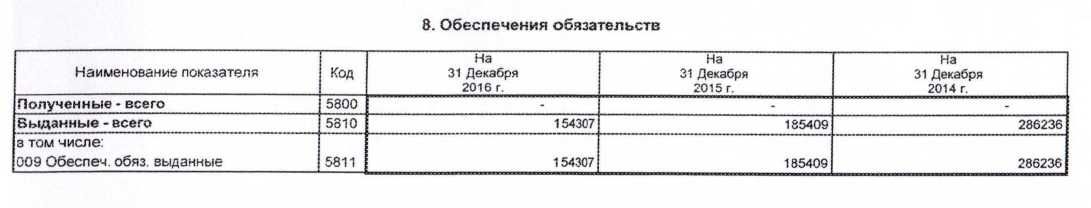 8. Обеспечения обязательств
Наименование показателя Код На 31 Декабря 2016 г. На 31 Декабря 2015 г. На 31 Декабря 2014 г.
Полученные - всего 5800 - - -
Выданные - всего 5810 154307 185409 286236
в том числе:
009 Обеспеч. обяз. выданные 5811 154307 185409 286236